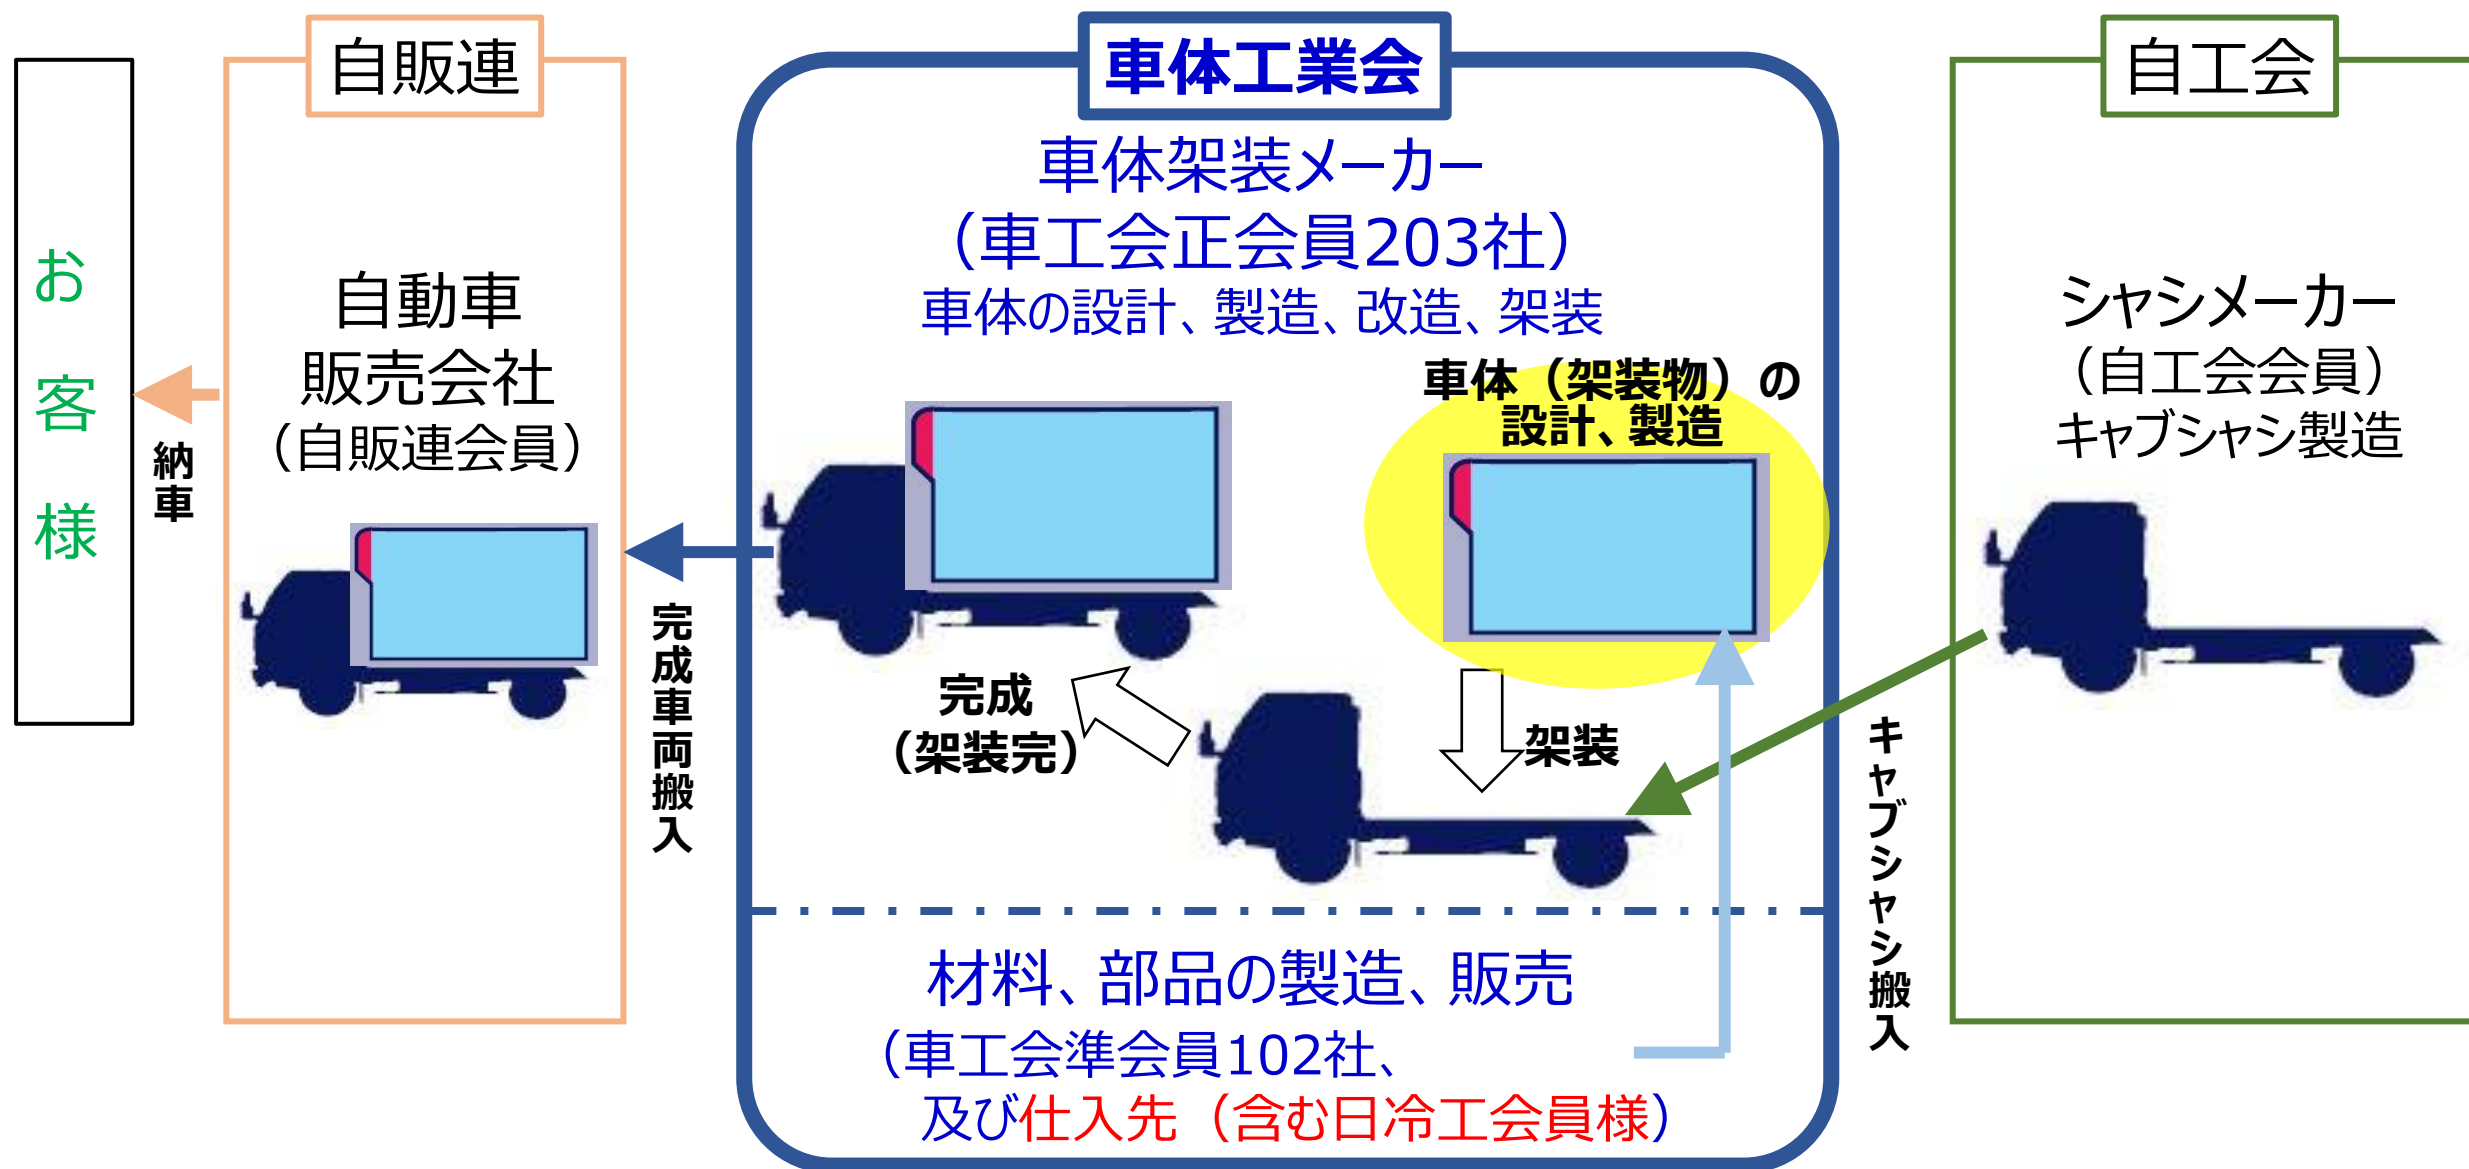 お客様
納車
自販連
自動車
販売会社
（自販連会員）
完成車両搬入
車体工業会
車体架装メーカー
（車工会正会員203社）
車体の設計、製造、改造、架装
車体（架装物）の
設計、製造
完成
（架装完）
架装
材料、部品の製造、販売
（車工会準会員102社、
及び仕入先（含む日冷工会員様）
キャブシャシ搬入
自工会
シャシメーカー
（自工会会員）
キャブシャシ製造